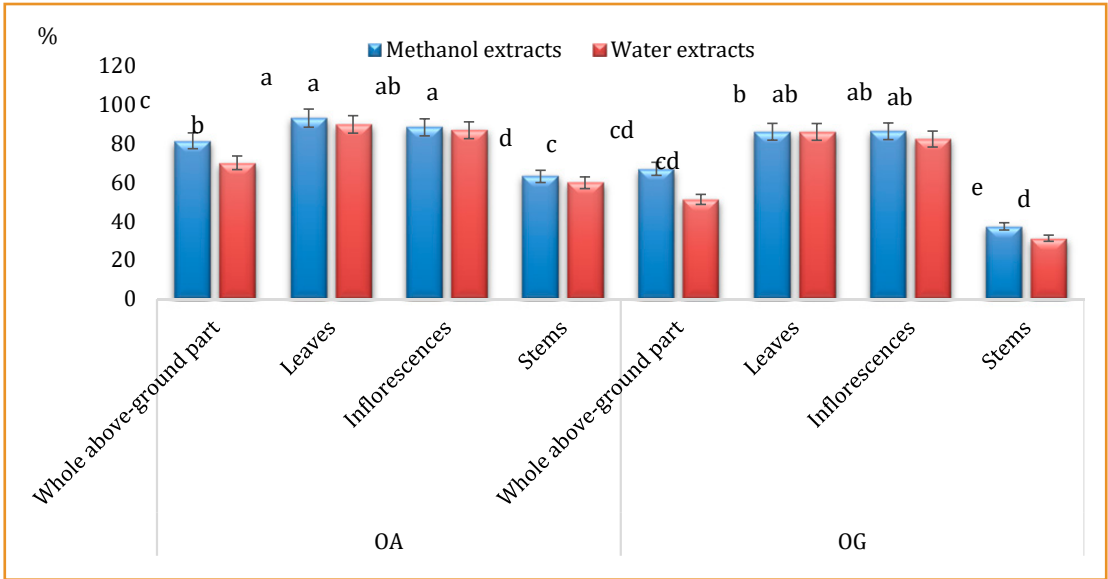 %
Methanol extracts Water extracts
120
100
80
60
40
20
0
c b a a ab a d c cd cd b ab ab ab e d
Whole above-ground part
Leaves
Inflorescences
Stems
Whole above-ground part
Leaves
Inflorescences
Stems
OA OG